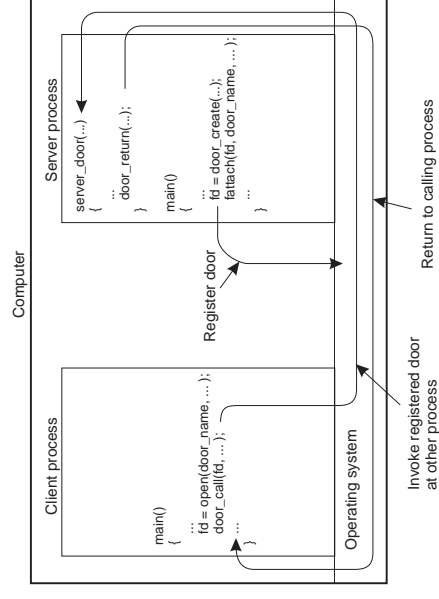 Computer
Client process
main()
{
...
fd = open(door_name, ... );
door_call(fd, ... );
...
}
Server process
server_door(...)
{
...
door_return(...);
}
main()
{
...
fd = door_create(...);
fattach(fd, door_name, ... );
...
}
Register door
Operating system
Invoke registered door
at other process
Return to calling process